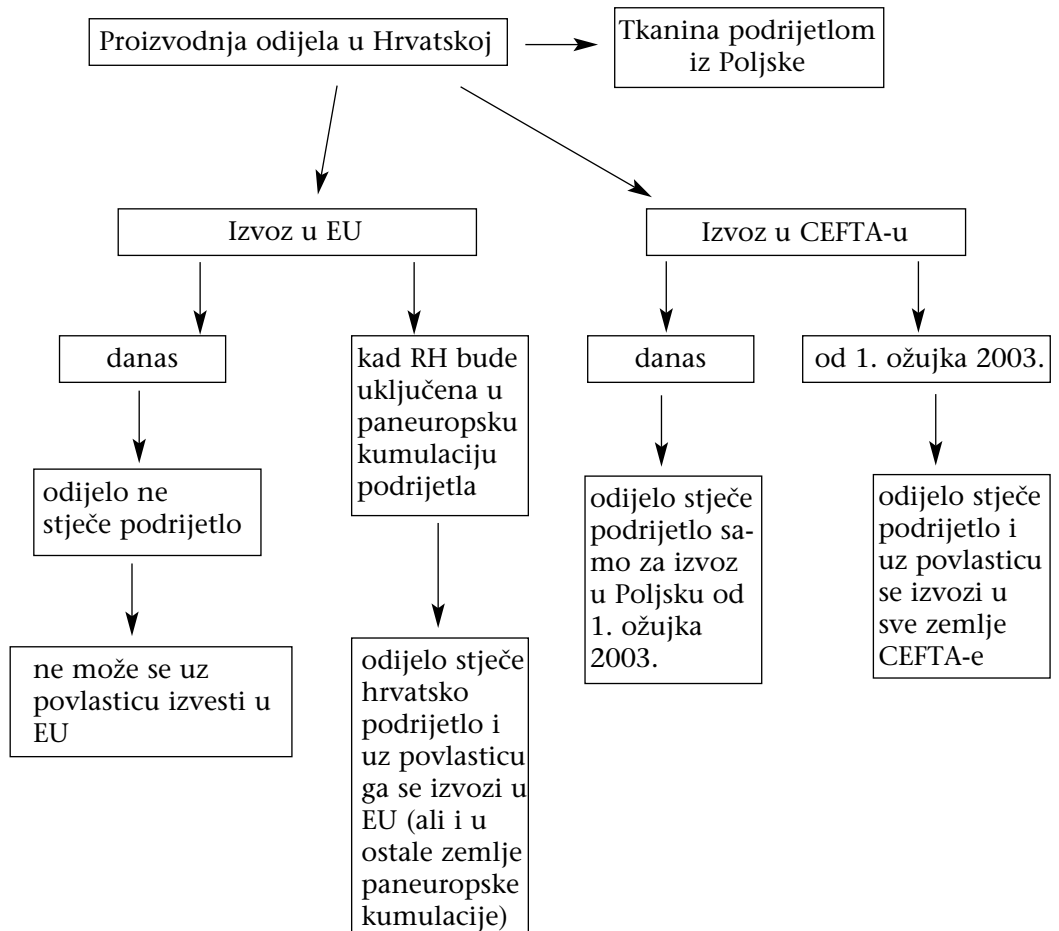 Proizvodnja odijela u Hrvatskoj
Tkanina podrijetlom
iz Poljske
Izvoz u EU
Izvoz u CEFTA-u
danas
kad RH bude
uključena u
paneuropsku
kumulaciju
podrijetla
danas
od 1. ožujka 2003.
odijelo ne
stječe podrijetlo
odijelo stječe
podrijetlo sa-
mo za izvoz
u Poljsku od
1. ožujka
2003.
odijelo stječe
podrijetlo i
uz povlasticu
se izvozi u
sve zemlje
CEFTA-e
ne može se uz
povlasticu izvesti u
EU
odijelo stječe
hrvatsko
podrijetlo i
uz povlasticu
ga se izvozi u
EU (ali i u
ostale zemlje
paneuropske
kumulacije)